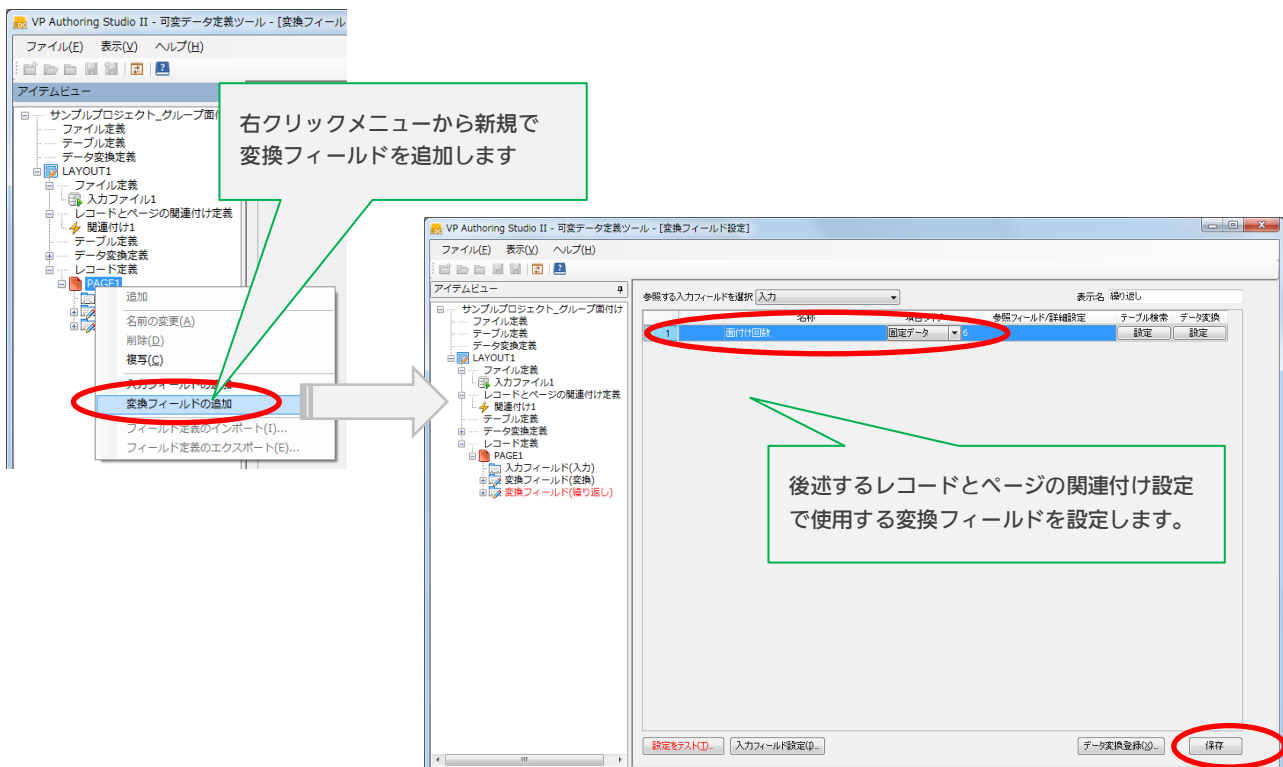 VP Authoring Studio II - 可変データ定義ツール - [変換フィール
ファイル(F) 表示(V) ヘルプ(H)
アイテムビュー
サンプルプロジェクト_グループ面付
ファイル定義
テーブル定義
データ変換定義
LAYOUT1
ファイル定義
入力ファイル1
レコードとページの関連付け定義
関連付け1
テーブル定義
データ変換定義
レコード定義
PAGE1
追加
名前の変更(A)
削除(D)
複写(C)
入力フィールドの追加
変換フィールドの追加
フィールド定義のインポート(I)...
フィールド定義のエクスポート(E)...
右クリックメニューから新規で
変換フィールドを追加します
VP Authoring Studio II - 可変データ定義ツール - [変換フィールド設定]
ファイル(F) 表示(V) ヘルプ(H)
アイテムビュー
サンプルプロジェクト_グループ面付け
ファイル定義
テーブル定義
データ変換定義
LAYOUT1
ファイル定義
入力ファイル1
レコードとページの関連付け定義
関連付け1
テーブル定義
データ変換定義
レコード定義
PAGE1
入力フィールド(入力)
変換フィールド(変換)
変換フィールド(繰り返し)
参照する入力フィールドを選択 入力 表示名 繰り返し
名称 項目タイプ 参照フィールド/詳細設定 テーブル検索 データ変換
1 面付け回数 固定データ 6 設定 設定
後述するレコードとページの関連付け設定
で使用する変換フィールドを設定します。
設定をテスト(T)... 入力フィールド設定(I)... データ変換登録(X)... 保存